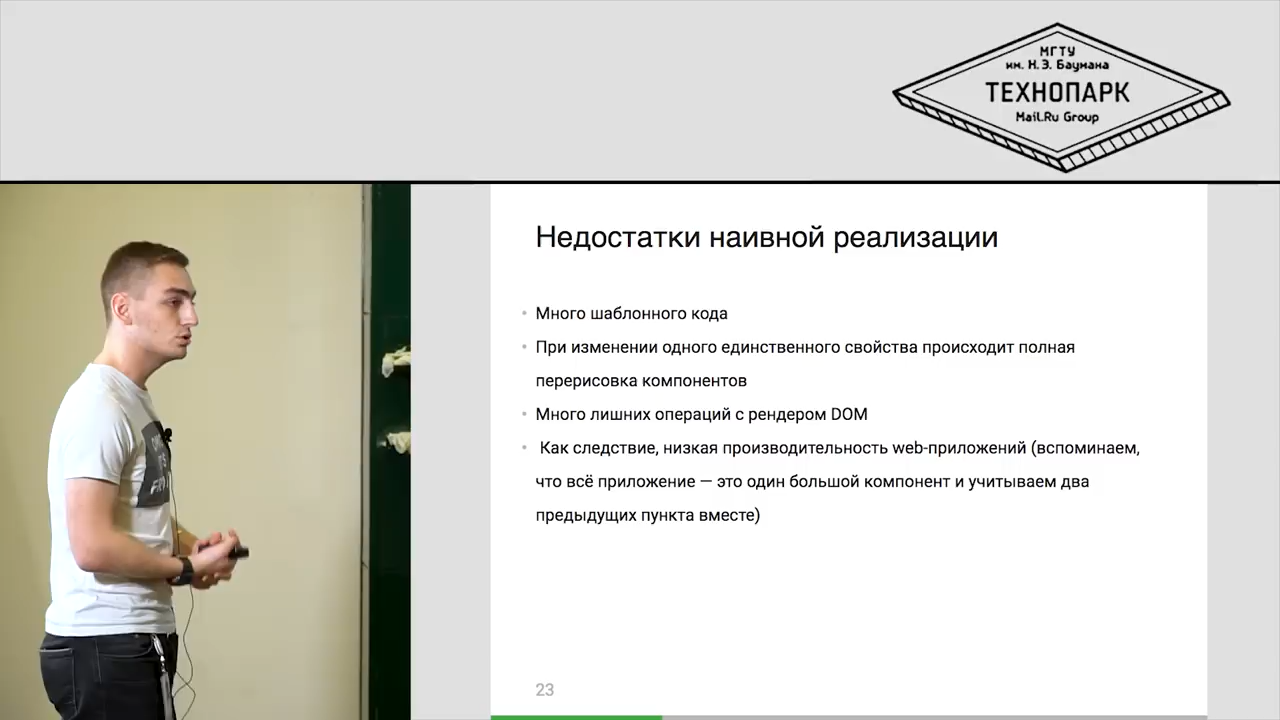 МГТУ
им. Н.Э. Баумана
ТЕХНОПАРК
Mail.Ru Group
Недостатки наивной реализации
• Много шаблонного кода
• При изменении одного единственного свойства происходит полная
перерисовка компонентов
• Много лишних операций с рендером DOM
• Как следствие, низкая производительность web-приложений (вспоминаем,
что всё приложение — это один большой компонент и учитываем два
предыдущих пункта вместе)
23